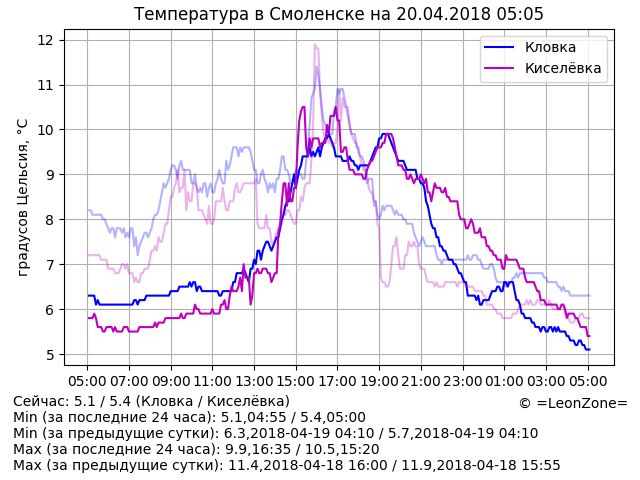 Температура в Смоленске на 20.04.2018 05:05
Кловка
Киселёвка
градусов Цельсия, °C
12
11
10
9
8
7
6
5
05:00 07:00 09:00 11:00 13:00 15:00 17:00 19:00 21:00 23:00 01:00 03:00 05:00
Сейчас: 5.1 / 5.4 (Кловка / Киселёвка)
© =LeonZone=
Min (за последние 24 часа): 5.1,04:55 / 5.4,05:00
Min (за предыдущие сутки): 6.3,2018-04-19 04:10 / 5.7,2018-04-19 04:10
Max (за последние 24 часа): 9.9,16:35 / 10.5,15:20
Max (за предыдущие сутки): 11.4,2018-04-18 16:00 / 11.9,2018-04-18 15:55